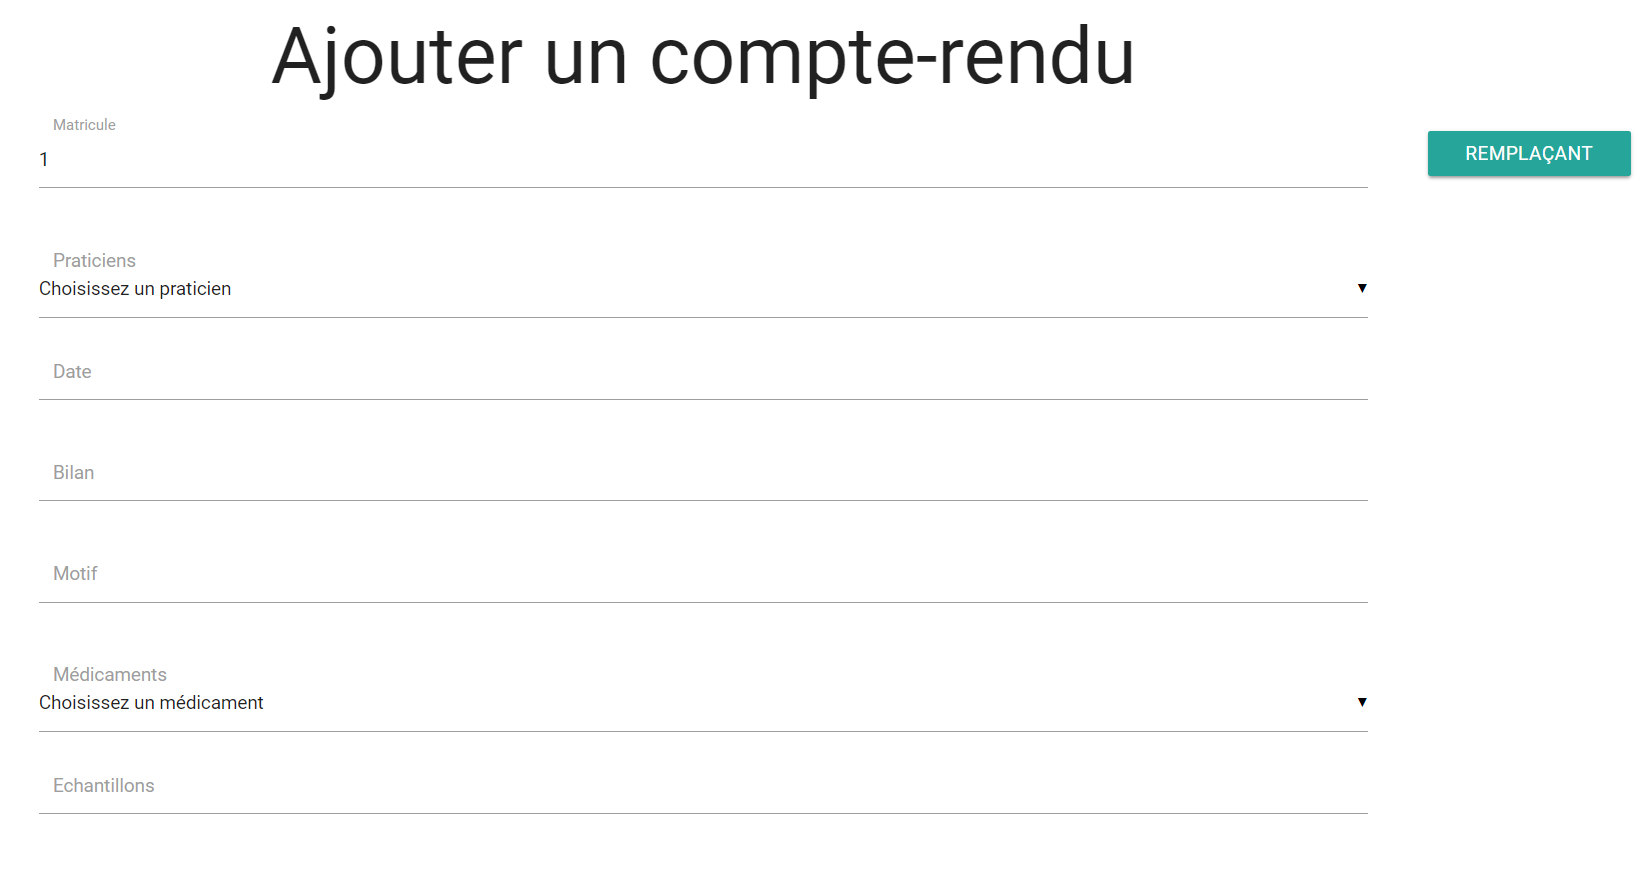 Ajouter un compte-rendu
Matricule
1
REMPLAÇANT
Praticiens
Choisissez un praticien
Date
Bilan
Motif
Médicaments
Choisissez un médicament
Echantillons